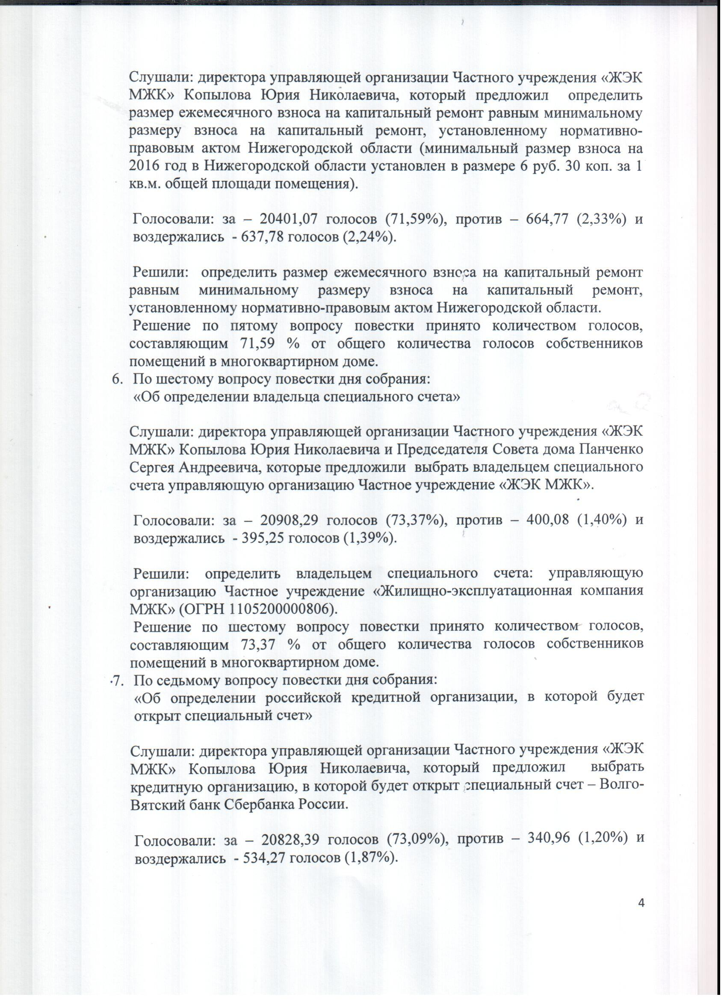 Слушали: директора управляющей организации Частного учреждения «ЖЭК
МЖК» Копылова Юрия Николаевича, который предложил определить
размер ежемесячного взноса на капитальный ремонт равным минимальному
размеру взноса на капитальный ремонт, установленному нормативно-
правовым актом Нижегородской области (минимальный размер взноса на
2016 год в Нижегородской области установлен в размере 6 руб. 30 коп. за 1
кв.м. общей площади помещения).
Голосовали: за – 20401,07 голосов (71,59%), против – 664,77 (2,33%) и
воздержались - 637,78 голосов (2,24%).
Решили: определить размер ежемесячного взноса на капитальный ремонт
равным минимальному размеру взноса на капитальный ремонт,
установленному нормативно-правовым актом Нижегородской области.
Решение по пятому вопросу повестки принято количеством голосов,
составляющим 71,59 % от общего количества голосов собственников
помещений в многоквартирном доме.
6. По шестому вопросу повестки дня собрания:
«Об определении владельца специального счета»
Слушали: директора управляющей организации Частного учреждения «ЖЭК
МЖК» Копылова Юрия Николаевича и Председателя Совета дома Панченко
Сергея Андреевича, которые предложили выбрать владельцем специального
счета управляющую организацию Частное учреждение «ЖЭК МЖК».
Голосовали: за – 20908,29 голосов (73,37%), против – 400,08 (1,40%) и
воздержались - 395,25 голосов (1,39%).
Решили: определить владельцем специального счета: управляющую
организацию Частное учреждение «Жилищно-эксплуатационная компания
МЖК» (ОГРН 1105200000806).
Решение по шестому вопросу повестки принято количеством голосов,
составляющим 73,37 % от общего количества голосов собственников
помещений в многоквартирном доме.
7. По седьмому вопросу повестки дня собрания:
«Об определении российской кредитной организации, в которой будет
открыт специальный счет»
Слушали: директора управляющей организации Частного учреждения «ЖЭК
МЖК» Копылова Юрия Николаевича, который предложил выбрать
кредитную организацию, в которой будет открыт специальный счет – Волго-
Вятский банк Сбербанка России.
Голосовали: за – 20828,39 голосов (73,09%), против – 340,96 (1,20%) и
воздержались - 534,27 голосов (1,87%).
4